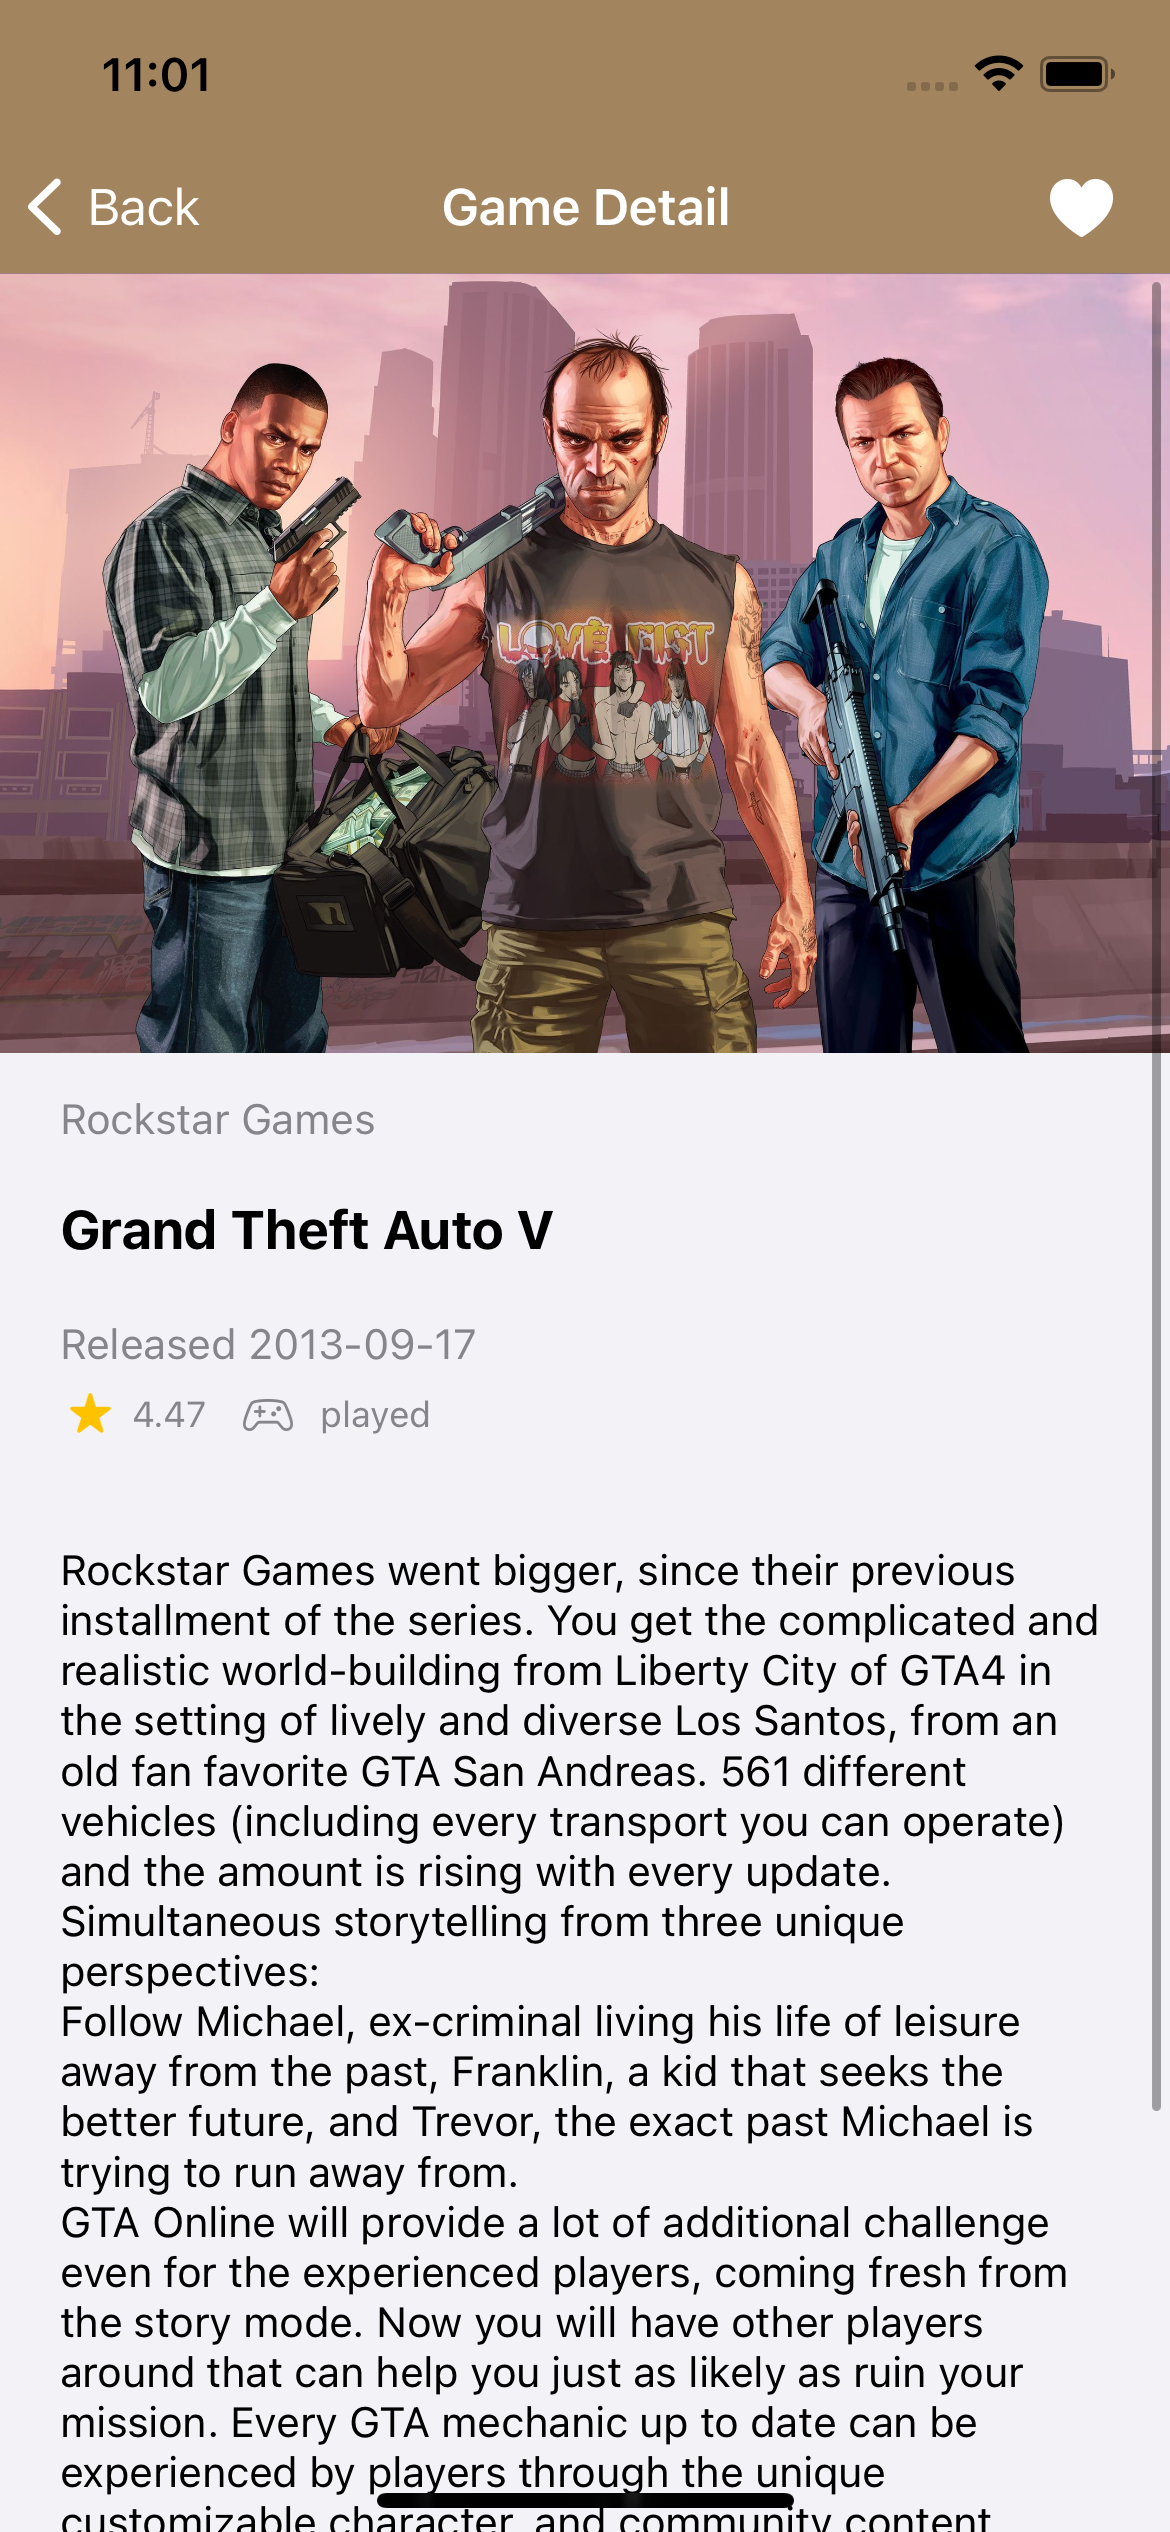 11:01
Back
Game Detail
LOVE FIST
Rockstar Games
Grand Theft Auto V
Released 2013-09-17
4.47 played
Rockstar Games went bigger, since their previous
installment of the series. You get the complicated and
realistic world-building from Liberty City of GTA4 in
the setting of lively and diverse Los Santos, from an
old fan favorite GTA San Andreas. 561 different
vehicles (including every transport you can operate)
and the amount is rising with every update.
Simultaneous storytelling from three unique
perspectives:
Follow Michael, ex-criminal living his life of leisure
away from the past, Franklin, a kid that seeks the
better future, and Trevor, the exact past Michael is
trying to run away from.
GTA Online will provide a lot of additional challenge
even for the experienced players, coming fresh from
the story mode. Now you will have other players
around that can help you just as likely as ruin your
mission. Every GTA mechanic up to date can be
experienced by players through the unique
customizable character, and community content